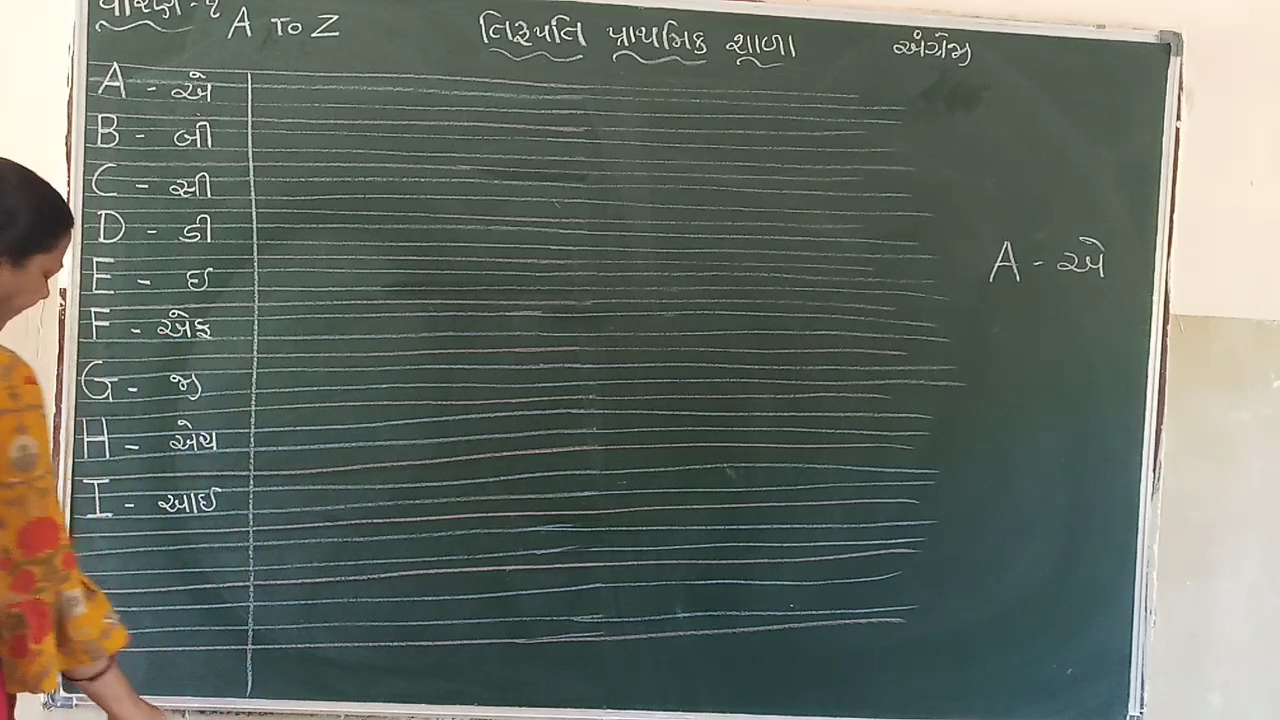 A TO Z તિરૂપતિ પ્રાથમિક શાળા અંગ્રેજી
A - એ
B - બી
C - સી
D - ડી
E - ઇ
F - એફ
G - જી
H - એચ
I - આઈ
A - એ